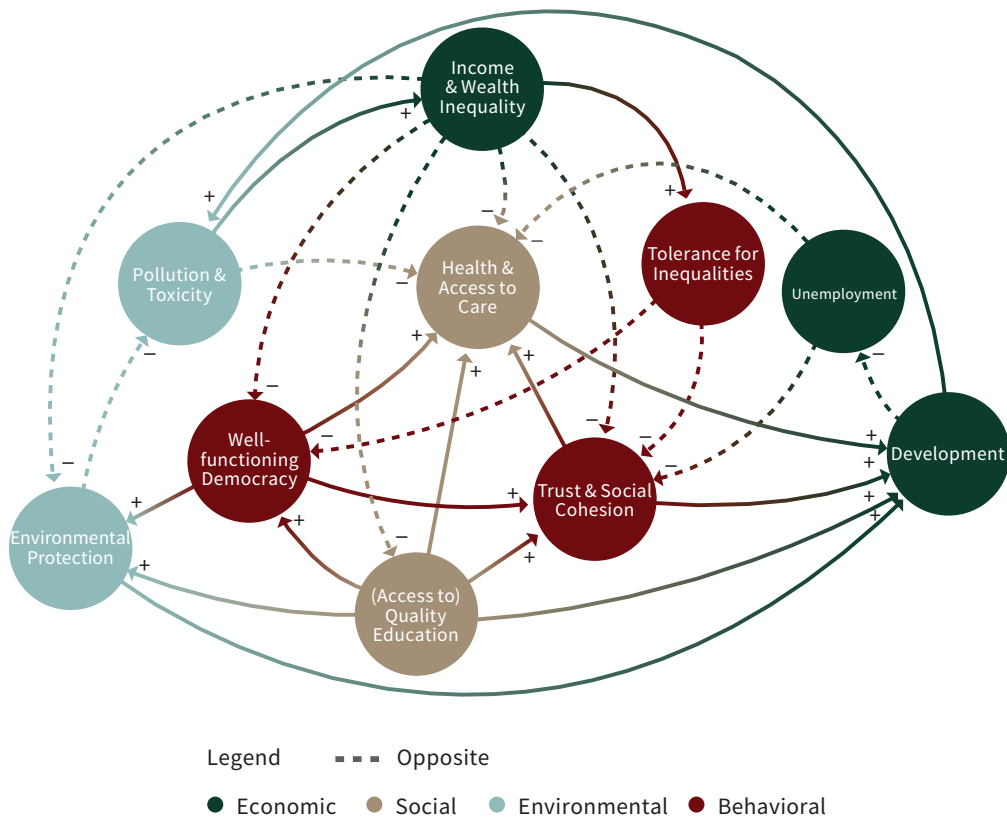 Income
& Wealth
Inequality
+
+
+
−
−
Tolerance for
Inequalities
Pollution &
Toxicity
Health &
Access to
Care
Unemployment
−
−
−
+
+
+
−
−
−
−
−
+
Well-
functioning
Democracy
Development
−
+
+
+
+
+
Trust & Social
Cohesion
+
+
Environmental
Protection
−
+
+
(Access to)
Quality
Education
Legend
Opposite
Economic
Social
Environmental
Behavioral